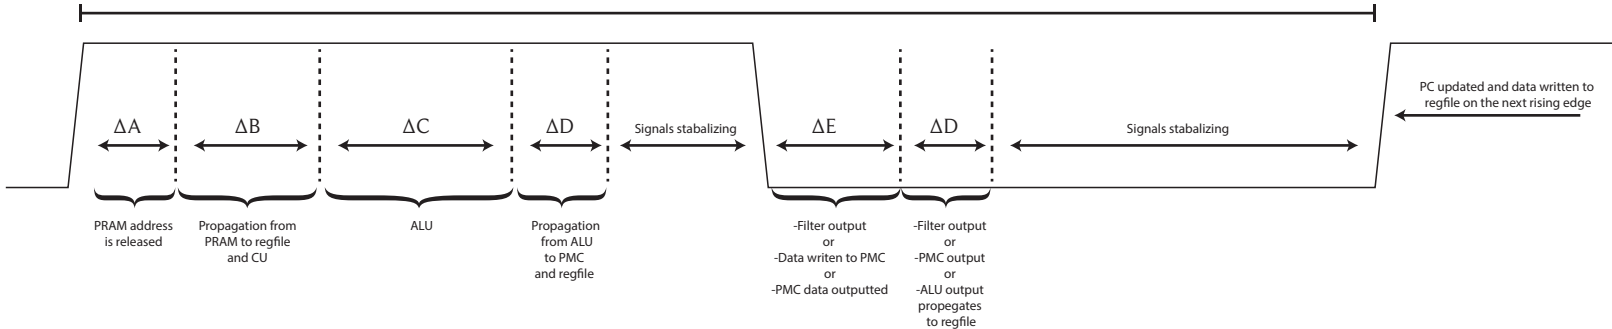 PC updated and data written to
regfile on the next rising edge
ΔA
ΔB
ΔC
ΔD
Signals stabalizing
ΔE
ΔD
Signals stabalizing
PRAM address
is released
Propagation from
PRAM to regfile
and CU
ALU
Propagation
from ALU
to PMC
and regfile
-Filter output
or
-Data writen to PMC
or
-PMC data outputted
-Filter output
or
-PMC output
or
-ALU output
propegates
to regfile